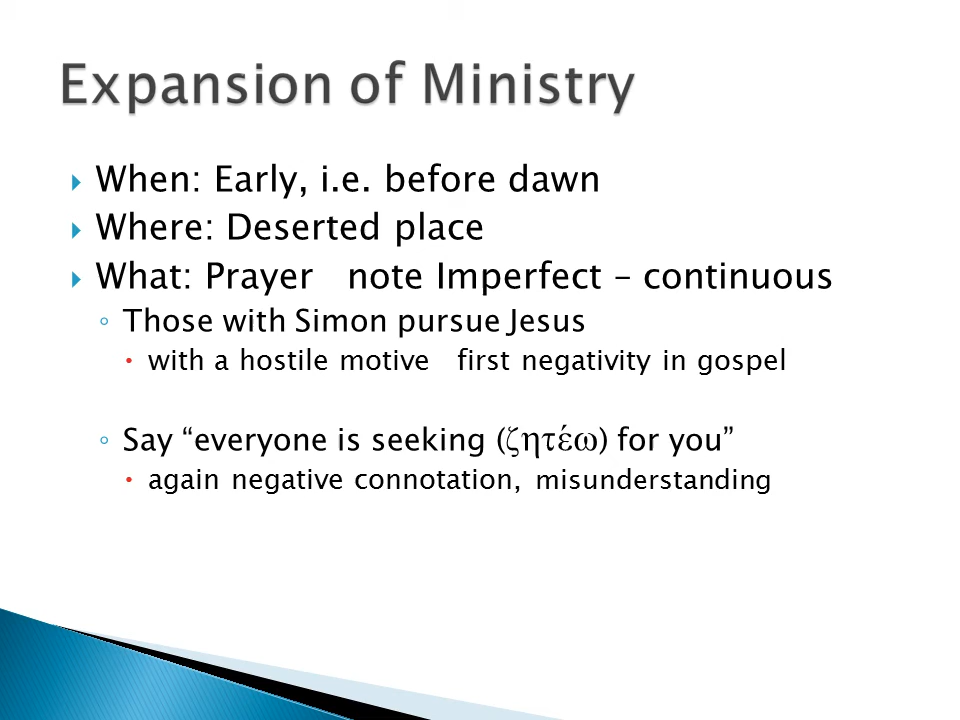 Expansion of Ministry
When: Early, i.e. before dawn
Where: Deserted place
What: Prayer note Imperfect – continuous
Those with Simon pursue Jesus
with a hostile motive first negativity in gospel
Say “everyone is seeking (ζητέω) for you”
again negative connotation, misunderstanding